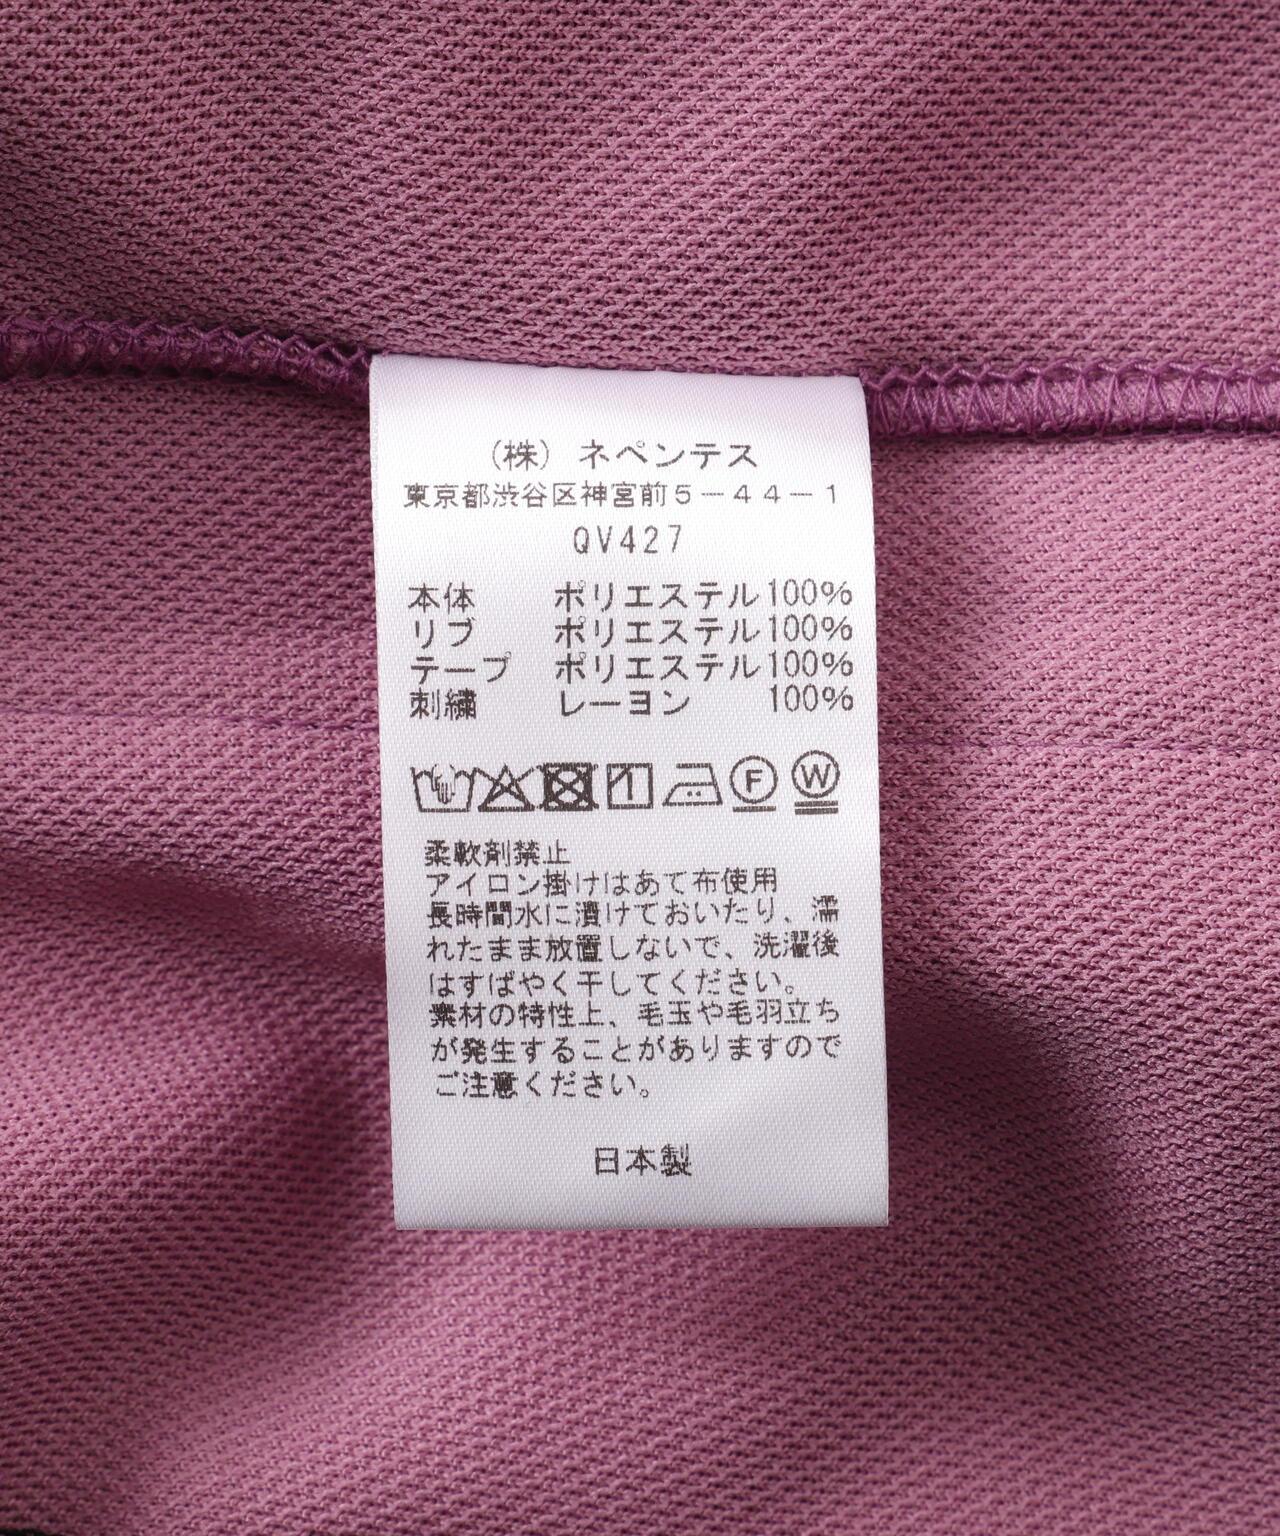 （株）ネペンテス
東京都渋谷区神宮前5－44－1
QV427
本体 ポリエステル100%
リブ ポリエステル100%
テープ ポリエステル100%
刺繍 レーヨン 100%
F W
柔軟剤禁止
アイロン掛けはあて布使用
長時間水に漬けておいたり、濡
れたまま放置しないで、洗濯後
はすばやく干してください。
素材の特性上、毛玉や毛羽立ち
が発生することがありますので
ご注意ください。
日本製